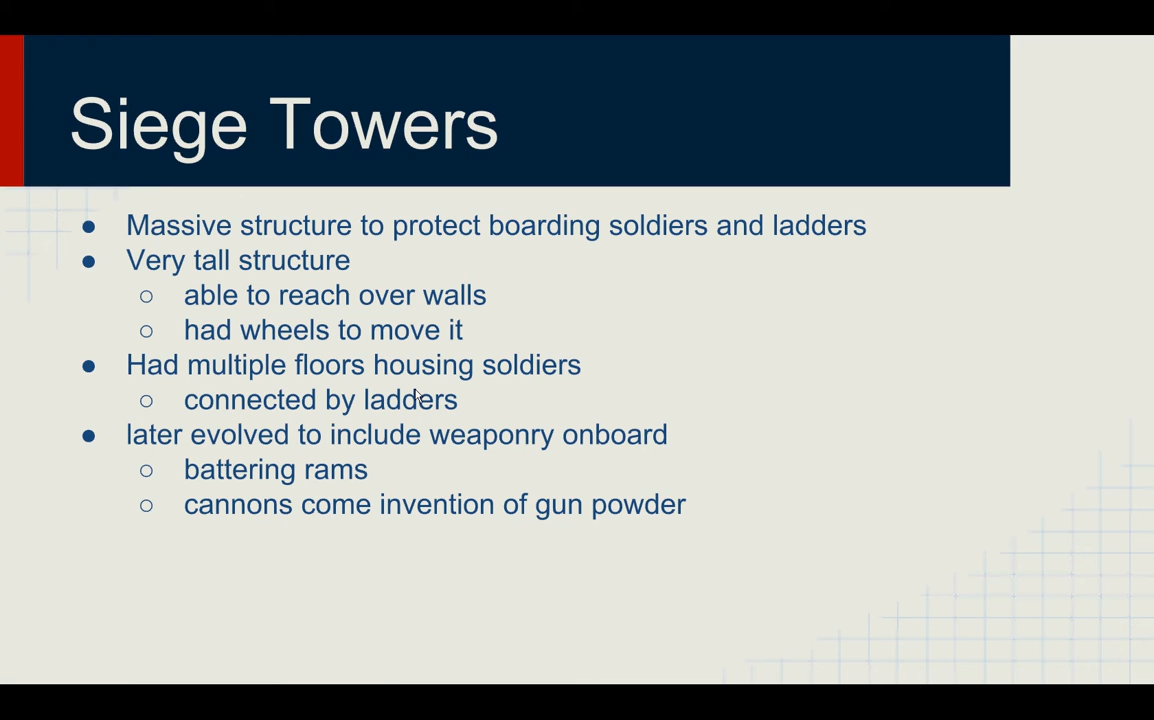 Siege Towers
● Massive structure to protect boarding soldiers and ladders
● Very tall structure
○ able to reach over walls
○ had wheels to move it
● Had multiple floors housing soldiers
○ connected by ladders
● later evolved to include weaponry onboard
○ battering rams
○ cannons come invention of gun powder